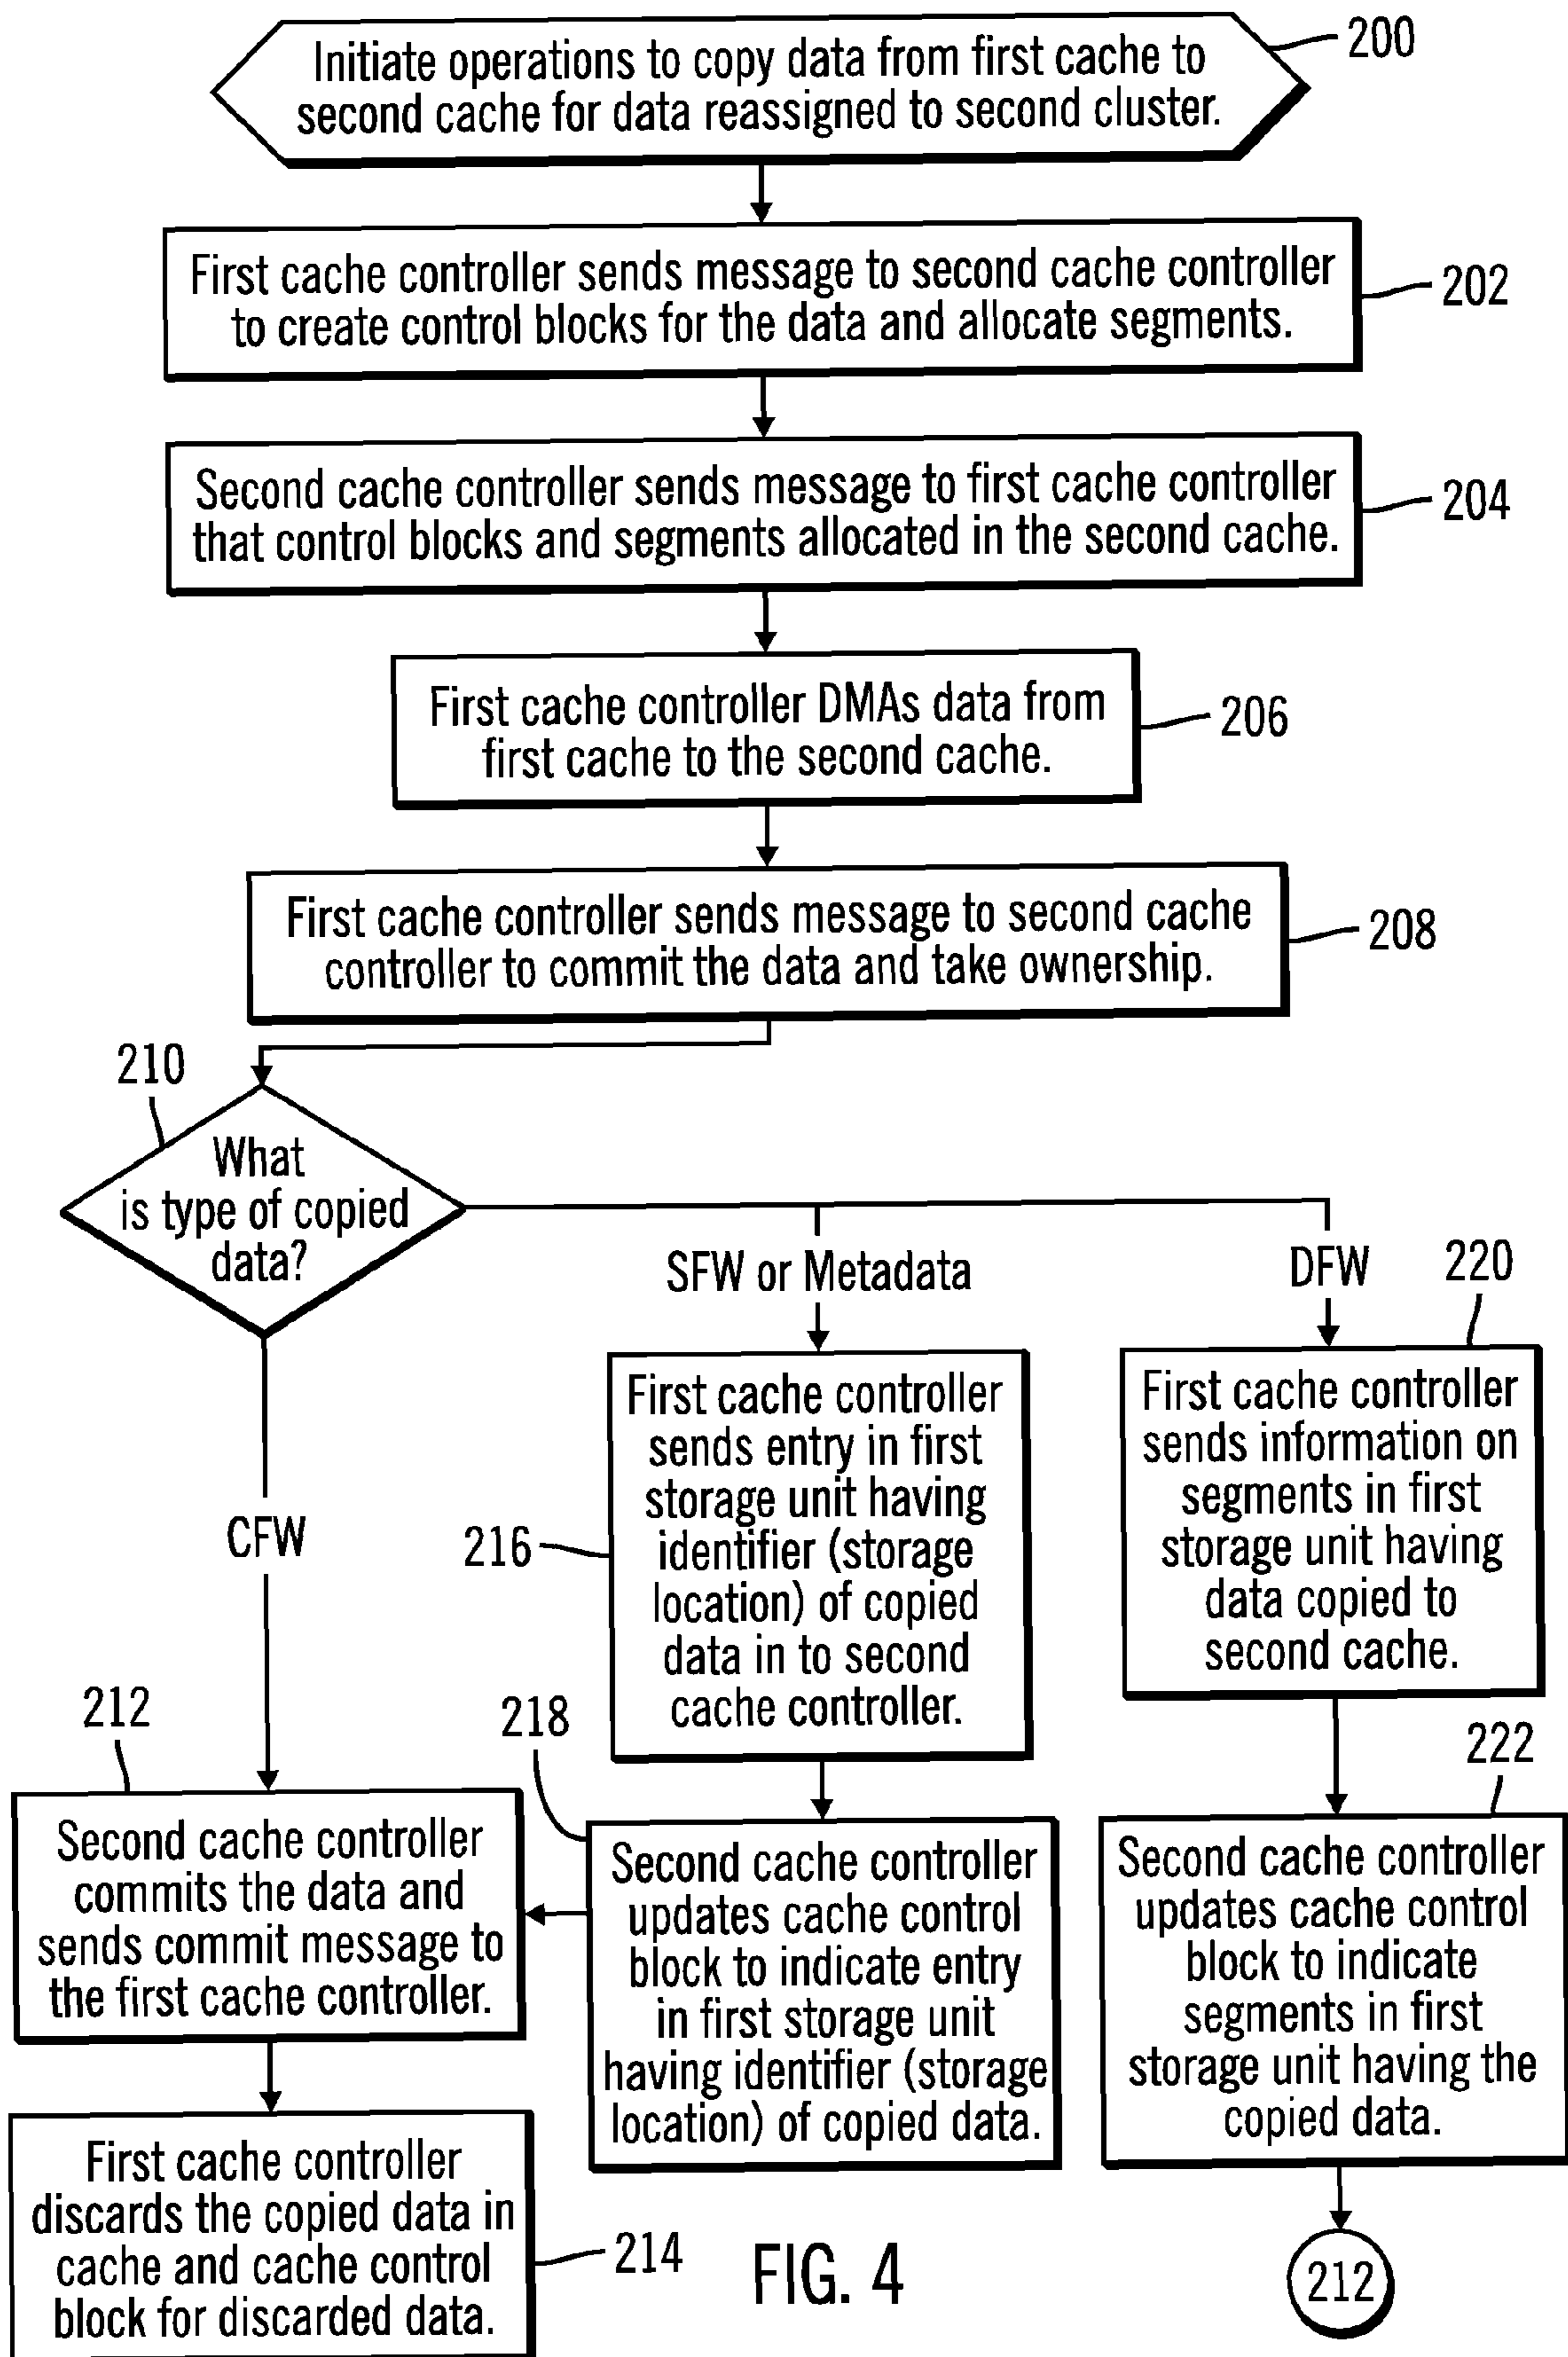 Initiate operations to copy data from first cache to
second cache for data reassigned to second cluster.
200
First cache controller sends message to second cache controller
to create control blocks for the data and allocate segments.
202
Second cache controller sends message to first cache controller
that control blocks and segments allocated in the second cache.
204
First cache controller DMAs data from
first cache to the second cache.
206
First cache controller sends message to second cache
controller to commit the data and take ownership.
208
210
What
is type of copied
data?
CFW
SFW or Metadata
DFW
220
216
First cache controller
sends entry in first
storage unit having
identifier (storage
location) of copied
data in to second
cache controller.
First cache controller
sends information on
segments in first
storage unit having
data copied to
second cache.
212
Second cache controller
commits the data and
sends commit message to
the first cache controller.
218
Second cache controller
updates cache control
block to indicate entry
in first storage unit
having identifier (storage
location) of copied data.
222
Second cache controller
updates cache control
block to indicate
segments in first
storage unit having the
copied data.
First cache controller
discards the copied data in
cache and cache control
block for discarded data.
214
FIG. 4
212